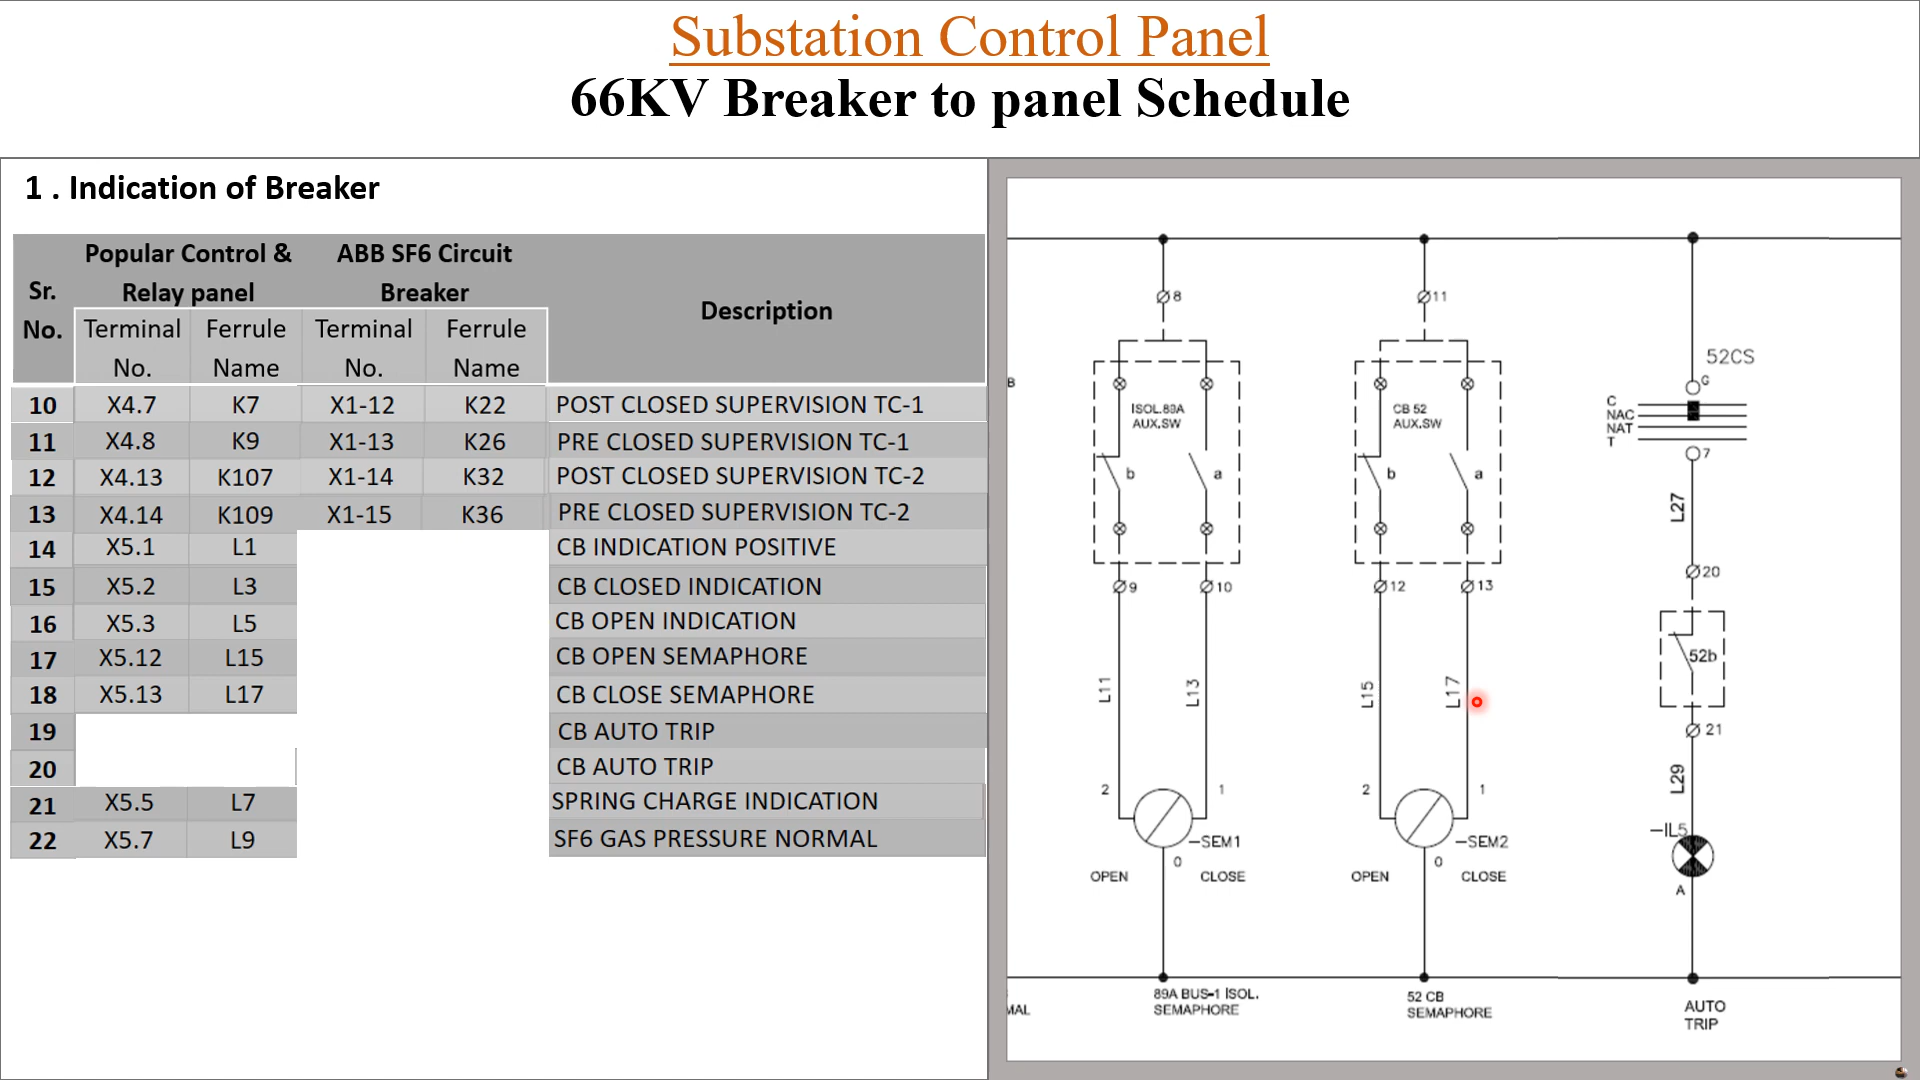 Substation Control Panel
66KV Breaker to panel Schedule
1 . Indication of Breaker
Sr. No. Popular Control & Relay panel ABB SF6 Circuit Breaker Description
Terminal No. Ferrule Name Terminal No. Ferrule Name
10 X4.7 K7 X1-12 K22 POST CLOSED SUPERVISION TC-1
11 X4.8 K9 X1-13 K26 PRE CLOSED SUPERVISION TC-1
12 X4.13 K107 X1-14 K32 POST CLOSED SUPERVISION TC-2
13 X4.14 K109 X1-15 K36 PRE CLOSED SUPERVISION TC-2
14 X5.1 L1 CB INDICATION POSITIVE
15 X5.2 L3 CB CLOSED INDICATION
16 X5.3 L5 CB OPEN INDICATION
17 X5.12 L15 CB OPEN SEMAPHORE
18 X5.13 L17 CB CLOSE SEMAPHORE
19 CB AUTO TRIP
20 CB AUTO TRIP
21 X5.5 L7 SPRING CHARGE INDICATION
22 X5.7 L9 SF6 GAS PRESSURE NORMAL
8 11
52CS
B G
ISOL.89A CB 52 C
AUX.SW AUX.SW NAC
NAT
T
7
b a b a
L27
20
9 10 12 13
52b
L11 L13 L15 L17
21
L29
2 1 2 1
-IL5
-SEM1 -SEM2
0 0
OPEN CLOSE OPEN CLOSE
A
89A BUS-1 ISOL.
SEMAPHORE
52 CB
SEMAPHORE
AUTO
TRIP